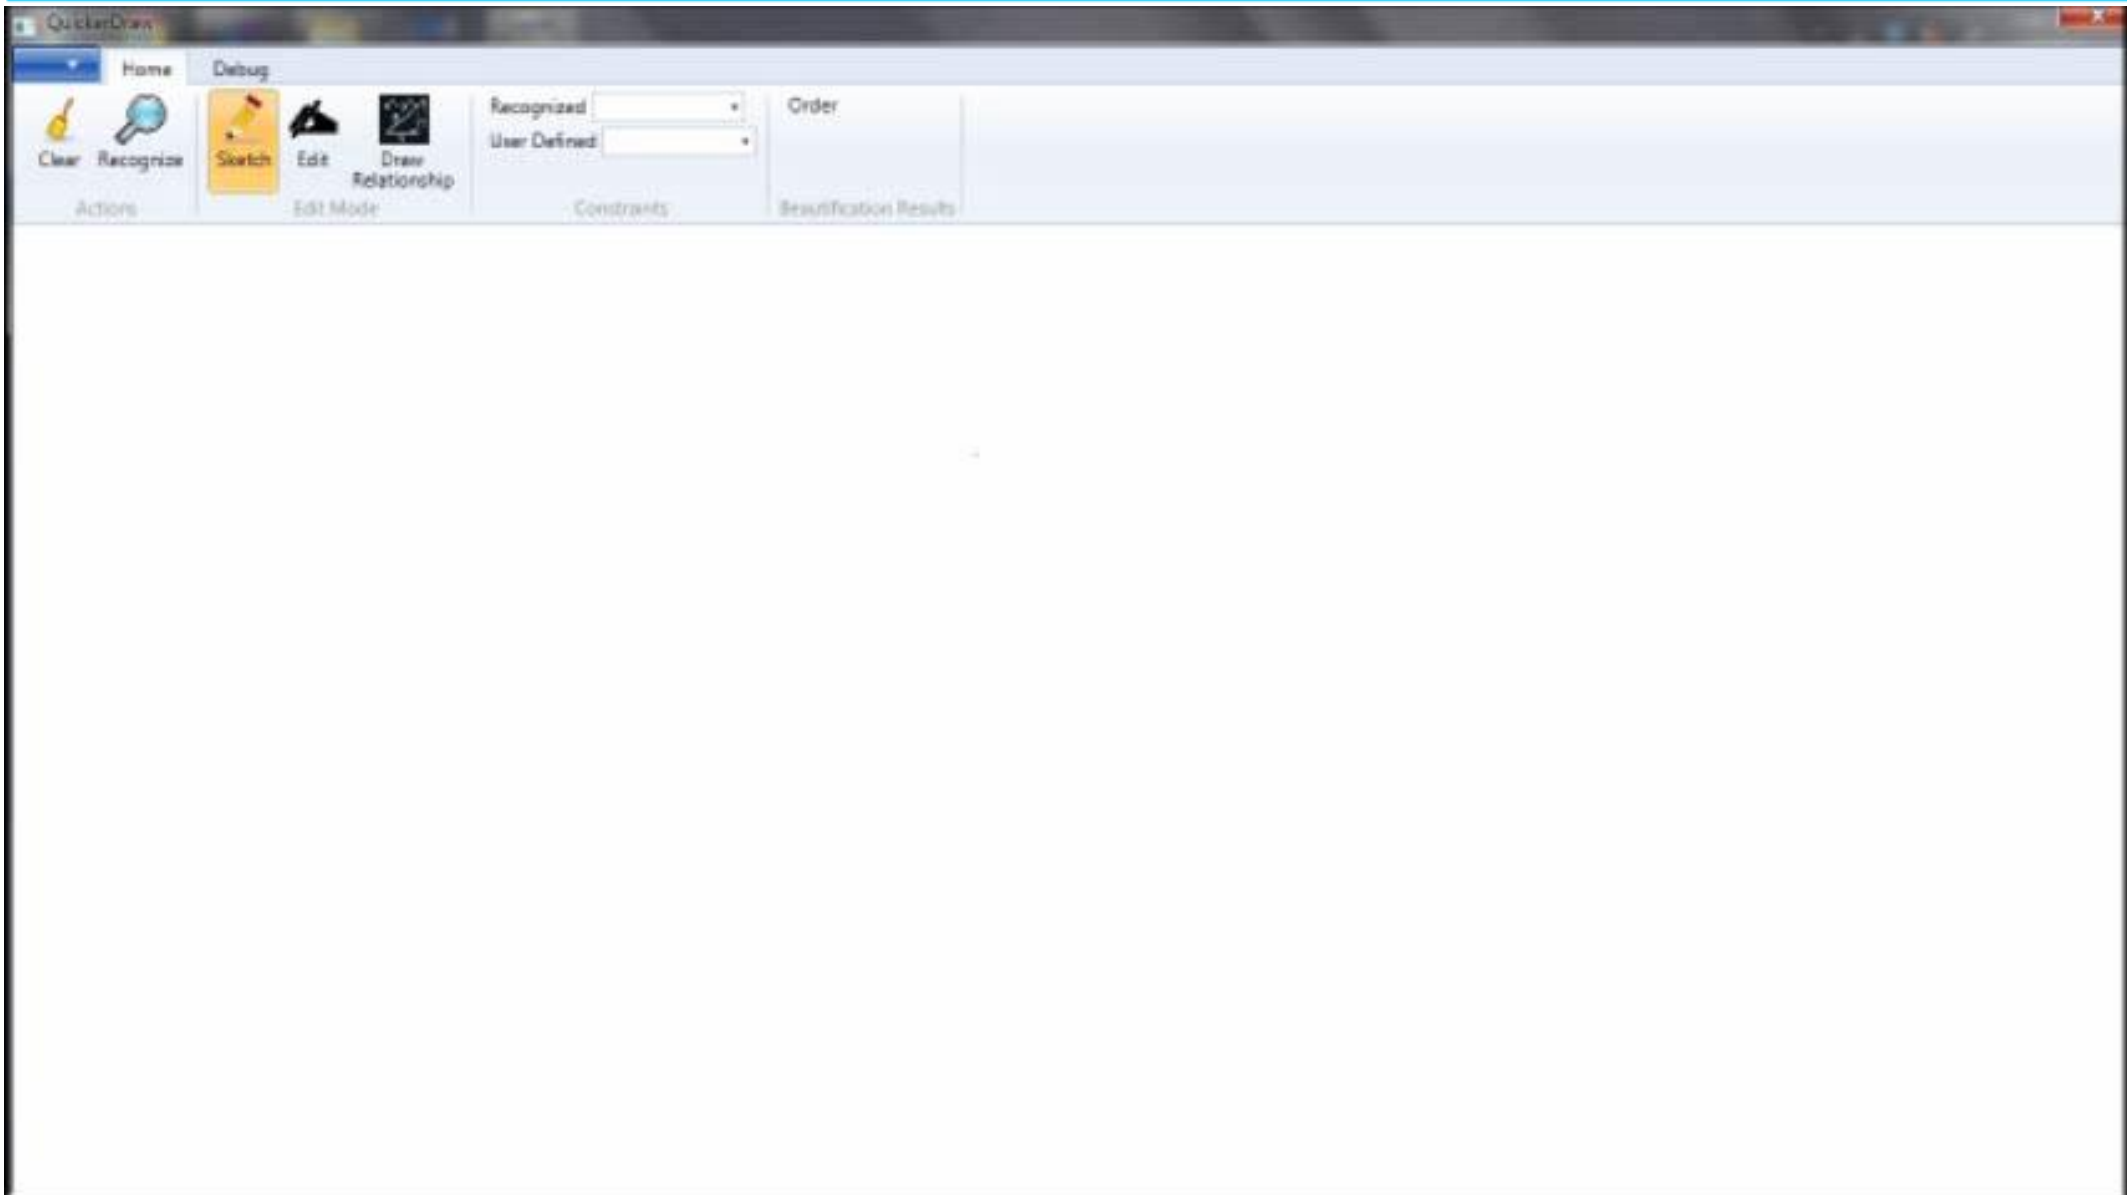 QuickerDraw
Home Debug
Clear Recognize Sketch Edit Draw Relationship
Recognized
User Defined
Order
Actions Edit Mode Constraints Beautification Results